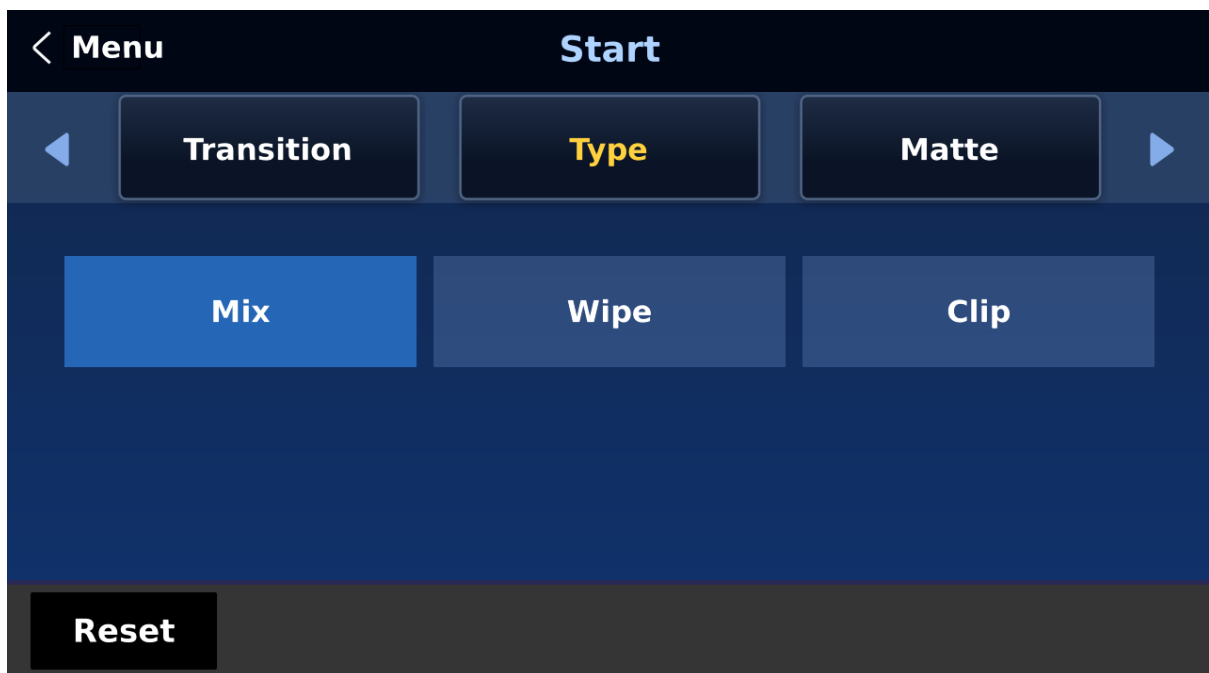 Menu
Start
Transition
Type
Matte
Mix
Wipe
Clip
Reset